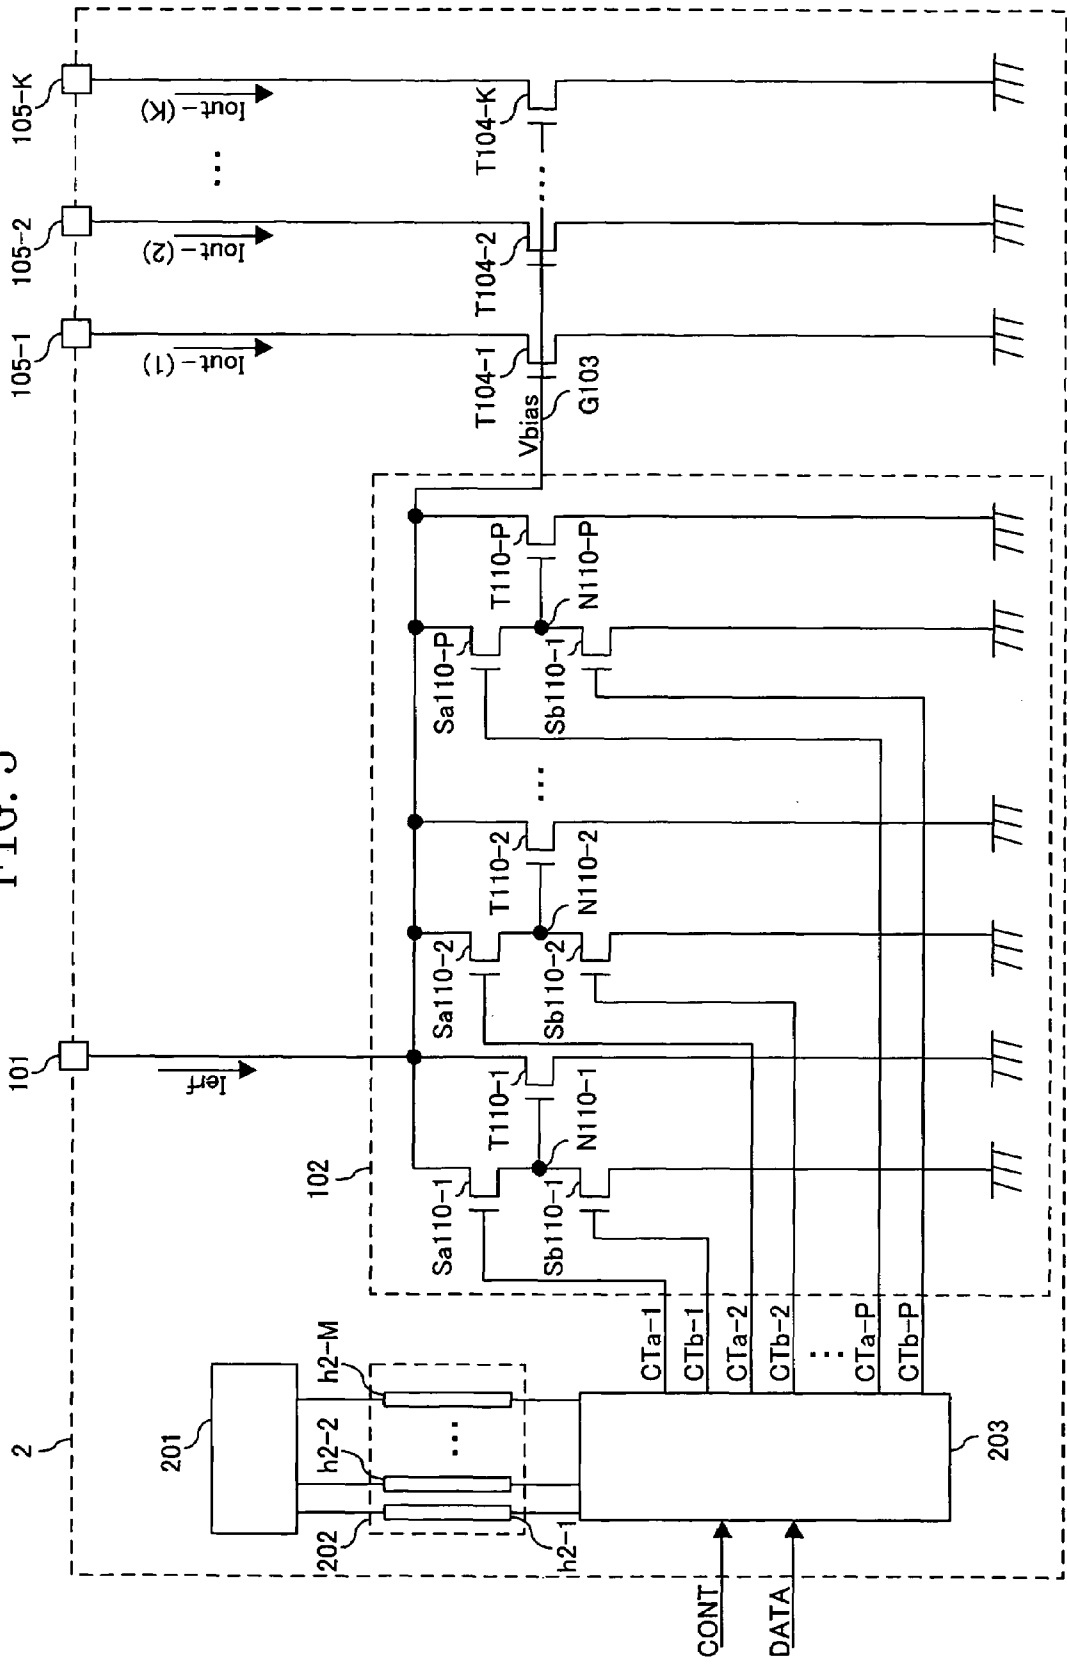 FIG.
2
101
105-1
105-2
105-K
201
Ierf
Iout-(1)
Iout-(2)
...
Iout-(K)
202
h2-1
h2-2
...
h2-M
102
CONT
DATA
203
CTa-1
CTb-1
CTa-2
CTb-2
...
CTa-P
CTb-P
Sa110-1
Sa110-2
Sa110-P
T110-1
T110-2
T110-P
T104-1
T104-2
T104-K
Vbias
G103
...
...
Sb110-1
N110-1
Sb110-2
N110-2
Sb110-1
N110-P